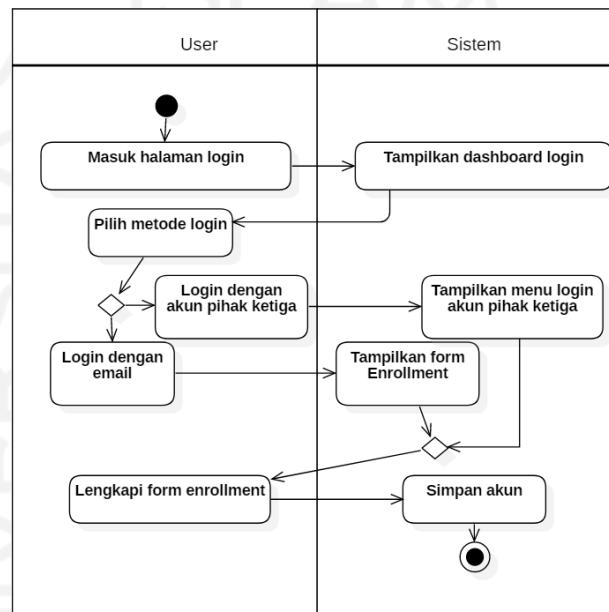 User
Sistem
Masuk halaman login
Tampilkan dashboard login
Pilih metode login
Login dengan
akun pihak ketiga
Tampilkan menu login
akun pihak ketiga
Login dengan
email
Tampilkan form
Enrollment
Lengkapi form enrollment
Simpan akun